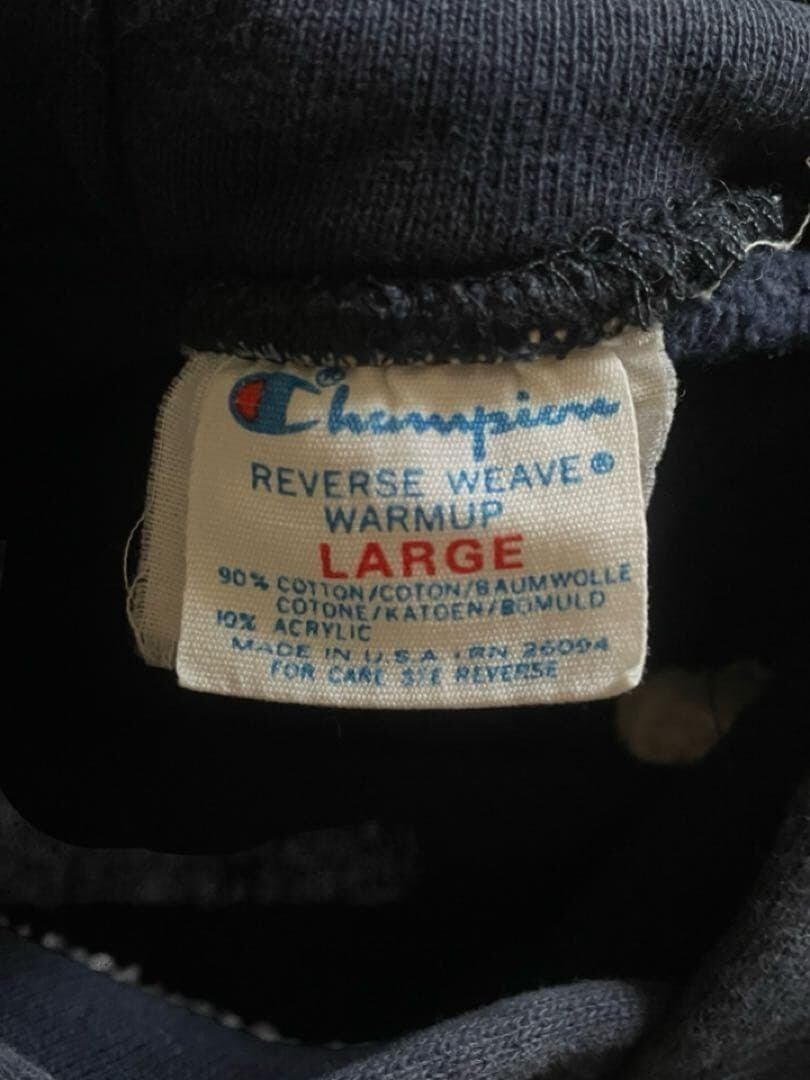 Champion®
REVERSE WEAVE®
WARMUP
LARGE
90% COTTON/COTON/BAUMWOLLE
COTONE/KATOEN/BOMULD
10% ACRYLIC
MADE IN U.S.A. RN 26094
FOR CARE SEE REVERSE